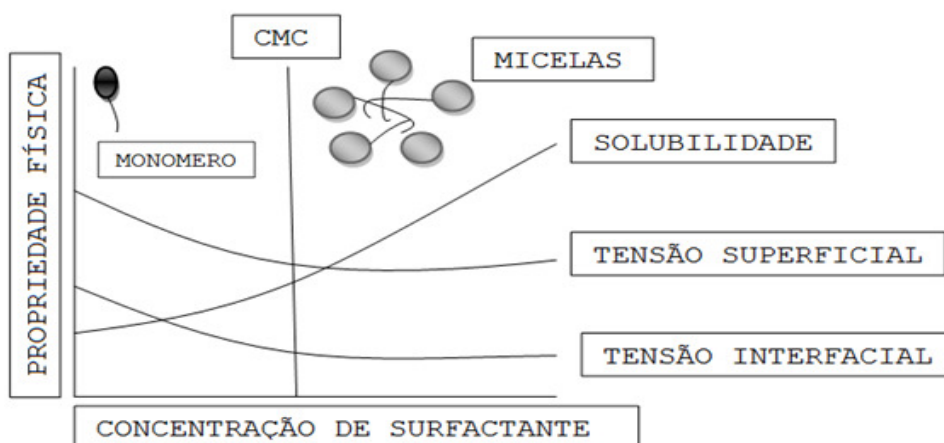 CMC
MICELAS
PROPRIEDADE FÍSICA
MONOMERO
SOLUBILIDADE
TENSÃO SUPERFICIAL
TENSÃO INTERFACIAL
CONCENTRAÇÃO DE SURFACTANTE